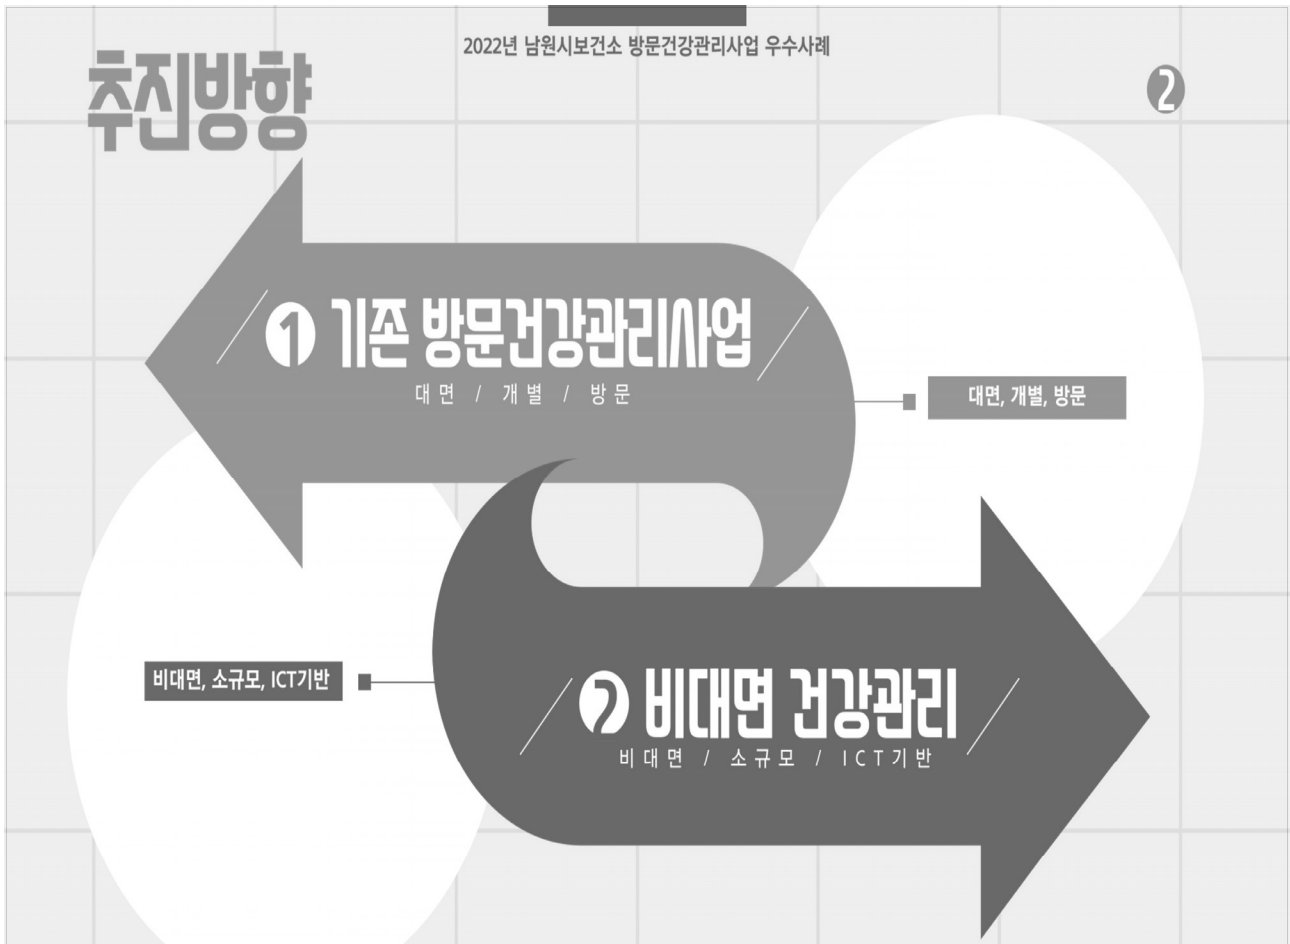 2022년 남원시보건소 방문건강관리사업 우수사례
추진방향
2
1 기존 방문건강관리사업
대면 / 개별 / 방문
대면, 개별, 방문
비대면, 소규모, ICT기반
2 비대면 건강관리
비대면 / 소규모 / ICT기반